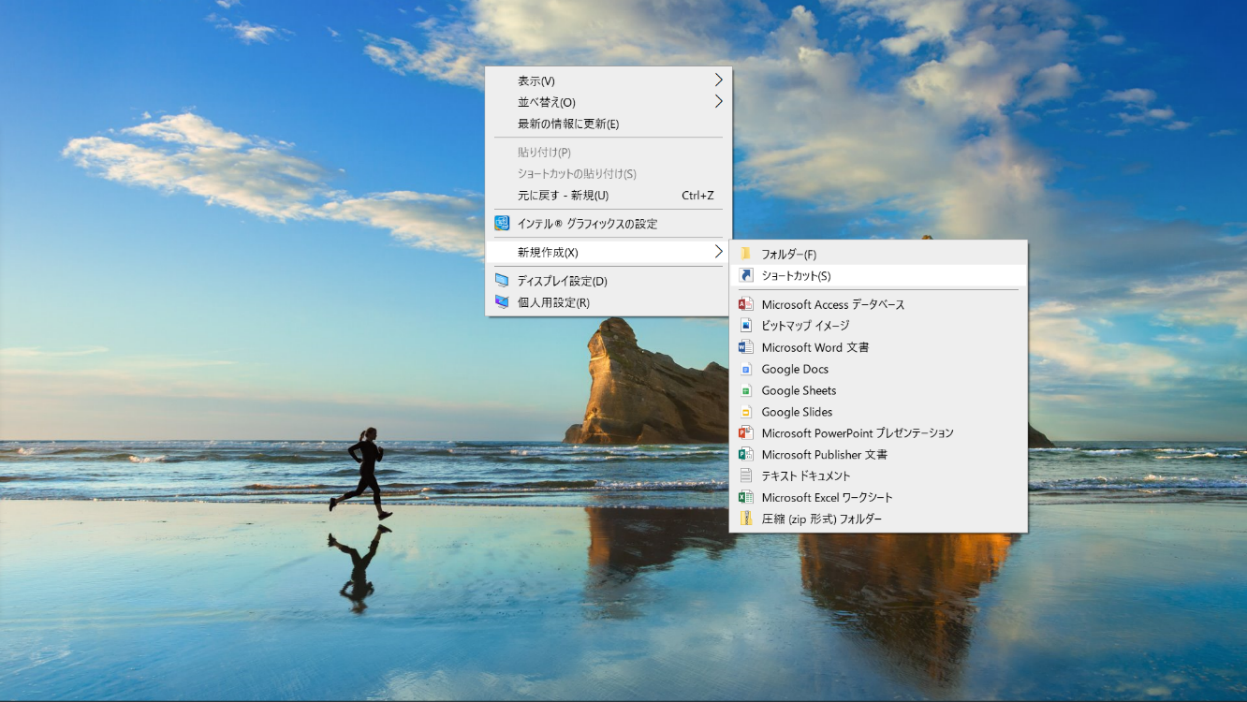 表示(V)
並べ替え(O)
最新の情報に更新(E)
貼り付け(P)
ショートカットの貼り付け(S)
元に戻す - 新規(U) Ctrl+Z
インテル® グラフィックスの設定
新規作成(X)
ディスプレイ設定(D)
個人用設定(R)
フォルダー(F)
ショートカット(S)
Microsoft Access データベース
ビットマップ イメージ
Microsoft Word 文書
Google Docs
Google Sheets
Google Slides
Microsoft PowerPoint プレゼンテーション
Microsoft Publisher 文書
テキスト ドキュメント
Microsoft Excel ワークシート
圧縮 (zip 形式) フォルダー